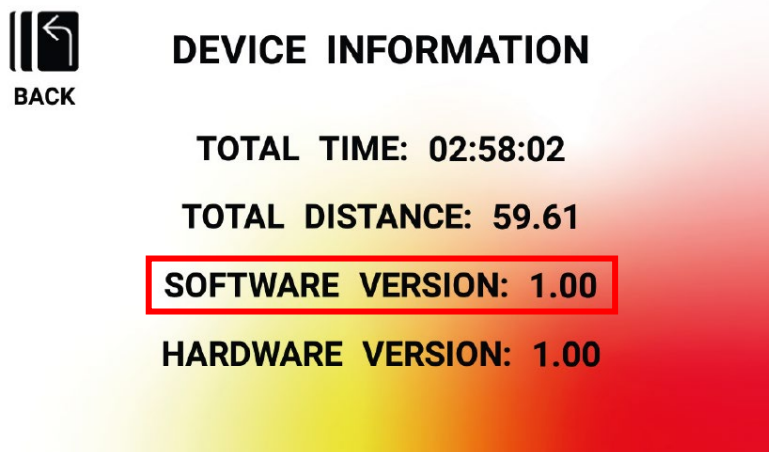 DEVICE INFORMATION
BACK
TOTAL TIME: 02:58:02
TOTAL DISTANCE: 59.61
SOFTWARE VERSION: 1.00
HARDWARE VERSION: 1.00